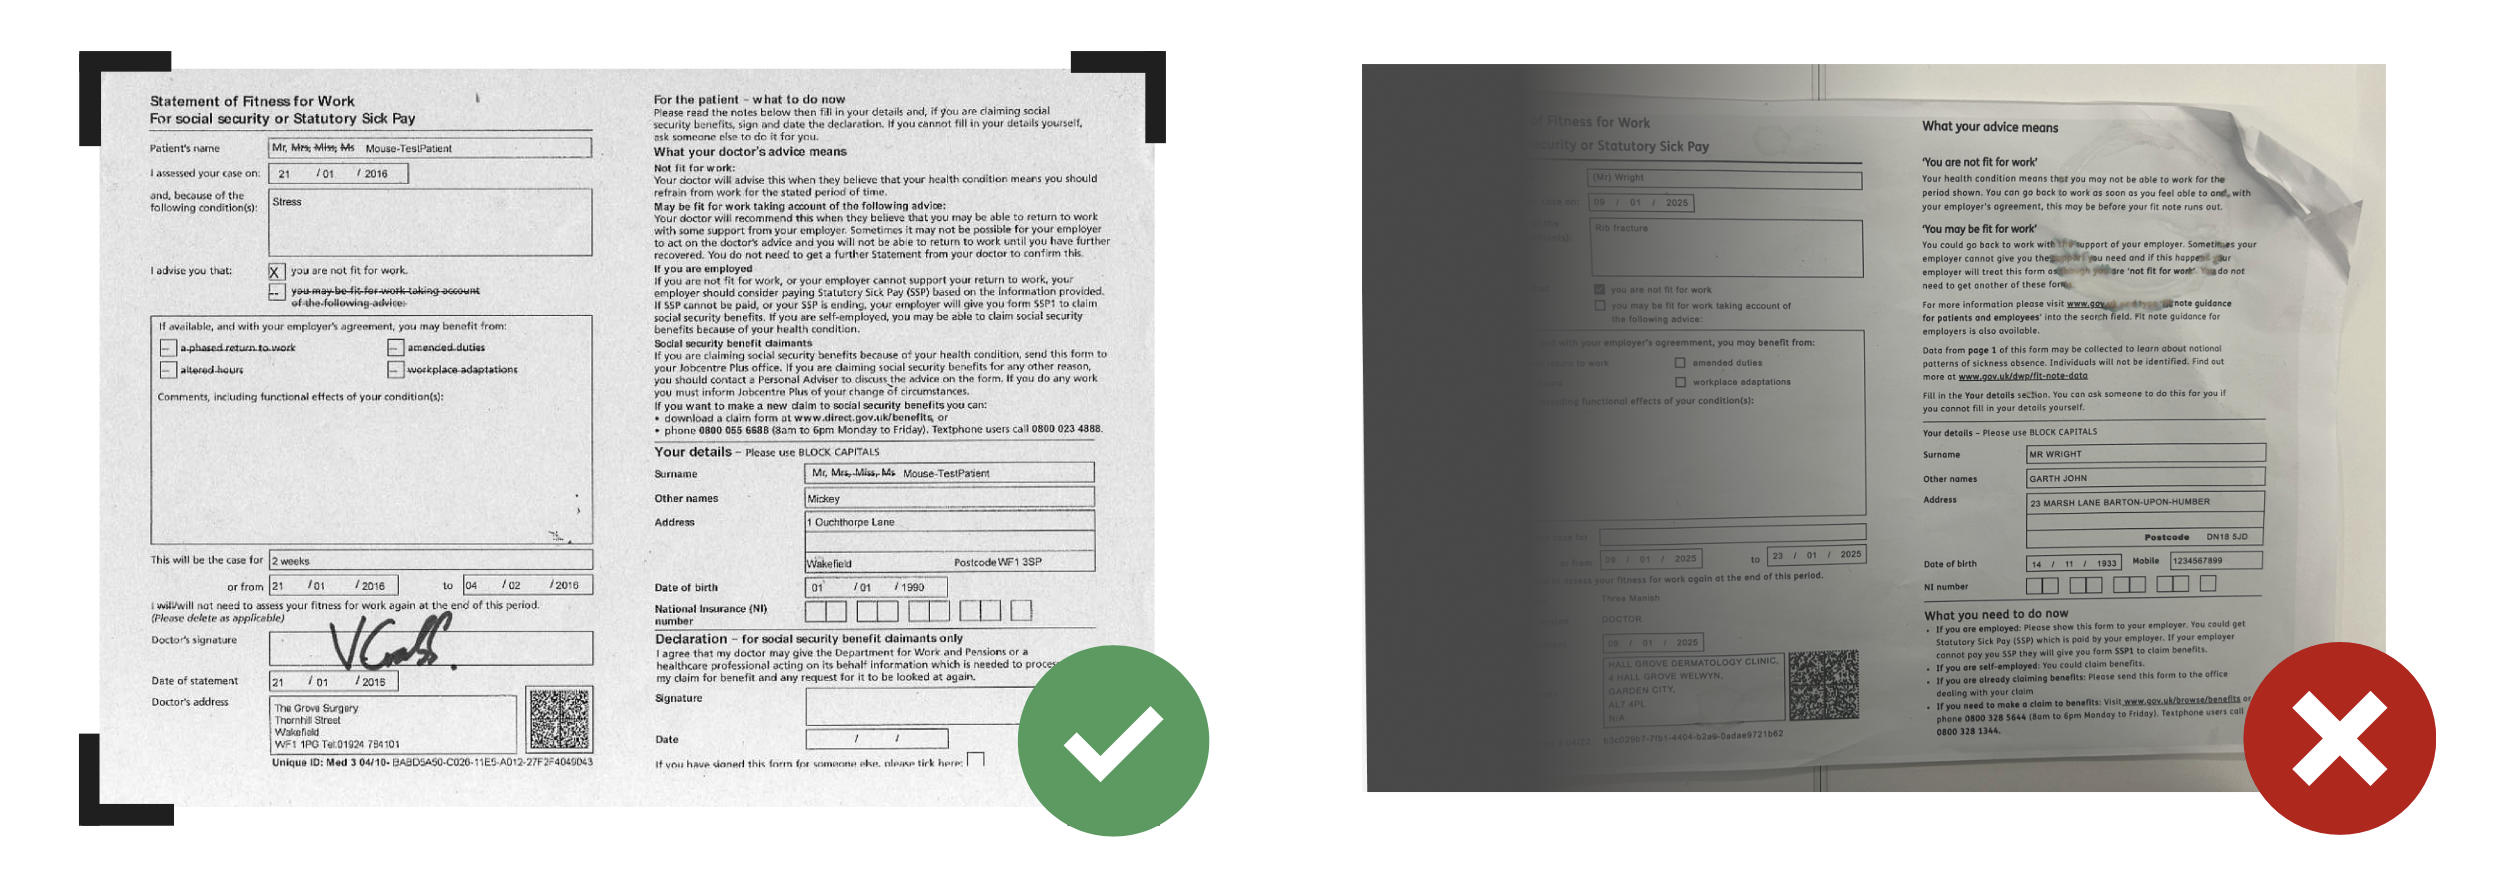 Statement of Fitness for Work
For social security or Statutory Sick Pay
Patient's name Mr, Mrs, Miss, Ms Mouse-TestPatient
I assessed your case on: 21 / 01 / 2016
and, because of the
following condition(s): Stress
I advise you that: X you are not fit for work.
you may be fit for work taking account
of the following advice:
If available, and with your employer's agreement, you may benefit from:
a phased return to work amended duties
altered hours workplace adaptations
Comments, including functional effects of your condition(s):
This will be the case for 2 weeks
or from 21 / 01 / 2016 to 04 / 02 / 2016
I will/will not need to assess your fitness for work again at the end of this period.
(Please delete as applicable)
Doctor's signature
Date of statement 21 / 01 / 2016
Doctor's address The Grove Surgery
Thornhill Street
Wakefield
WF1 1PG Tel:01924 784101
Unique ID: Med 3 04/10- BABD5A50-C026-11E5-A012-27F2F4049043
For the patient – what to do now
Please read the notes below then fill in your details and, if you are claiming social
security benefits, sign and date the declaration. If you cannot fill in your details yourself,
ask someone else to do it for you.
What your doctor's advice means
Not fit for work:
Your doctor will advise this when they believe that your health condition means you should
refrain from work for the stated period of time.
May be fit for work taking account of the following advice:
Your doctor will recommend this when they believe that you may be able to return to work
with some support from your employer. Sometimes it may not be possible for your employer
to act on the doctor's advice and you will not be able to return to work until you have further
recovered. You do not need to get a further Statement from your doctor to confirm this.
If you are employed
If you are not fit for work, or your employer cannot support your return to work, your
employer should consider paying Statutory Sick Pay (SSP) based on the information provided.
If SSP cannot be paid, or your SSP is ending, your employer will give you form SSP1 to claim
social security benefits. If you are self-employed, you may be able to claim social security
benefits because of your health condition.
Social security benefit claimants
If you are claiming social security benefits because of your health condition, send this form to
your Jobcentre Plus office. If you are claiming social security benefits for any other reason,
you should contact a Personal Adviser to discuss the advice on the form. If you do any work
you must inform Jobcentre Plus of your change of circumstances.
If you want to make a new claim to social security benefits you can:
• download a claim form at www.direct.gov.uk/benefits, or
• phone 0800 055 6688 (8am to 6pm Monday to Friday). Textphone users call 0800 023 4888.
Your details – Please use BLOCK CAPITALS
Surname Mr, Mrs, Miss, Ms Mouse-TestPatient
Other names Mickey
Address 1 Ouchthorpe Lane
Wakefield Postcode WF1 3SP
Date of birth 01 / 01 / 1990
National Insurance (NI)
number
Declaration – for social security benefit claimants only
I agree that my doctor may give the Department for Work and Pensions or a
healthcare professional acting on its behalf information which is needed to proces
my claim for benefit and any request for it to be looked at again.
Signature
Date / /
If you have signed this form for someone else, please tick here:
of Fitness for Work
ecurity or Statutory Sick Pay
(Mr) Wright
case on: 09 / 01 / 2025
Rib fracture
you are not fit for work
you may be fit for work taking account of
the following advice:
and with your employer's agreemment, you may benefit from:
return to work amended duties
workplace adaptations
functional effects of your condition(s):
case for
or from 09 / 01 / 2025 to 23 / 01 / 2025
assess your fitness for work again at the end of this period.
Three Manish
DOCTOR
09 / 01 / 2025
HALL GROVE DERMATOLOGY CLINIC,
4 HALL GROVE WELWYN,
GARDEN CITY,
AL7 4PL
N/A
04/22 b3c029b7-7fb1-4404-b2a9-0adae9721b62
What your advice means
'You are not fit for work'
Your health condition means that you may not be able to work for the
period shown. You can go back to work as soon as you feel able to and, with
your employer's agreement, this may be before your fit note runs out.
'You may be fit for work'
You could go back to work with the support of your employer. Sometimes your
employer cannot give you the support you need and if this happens your
employer will treat this form as though you are 'not fit for work'. You do not
need to get another of these forms.
For more information please visit www.gov note guidance
for patients and employees' into the search field. Fit note guidance for
employers is also available.
Data from page 1 of this form may be collected to learn about national
patterns of sickness absence. Individuals will not be identified. Find out
more at www.gov.uk/dwp/fit-note-data
Fill in the Your details section. You can ask someone to do this for you if
you cannot fill in your details yourself.
Your details – Please use BLOCK CAPITALS
Surname MR WRIGHT
Other names GARTH JOHN
Address 23 MARSH LANE BARTON-UPON-HUMBER
Postcode DN18 5JD
Date of birth 14 / 11 / 1933 Mobile 1234567899
NI number
What you need to do now
• If you are employed: Please show this form to your employer. You could get
Statutory Sick Pay (SSP) which is paid by your employer. If your employer
cannot pay you SSP they will give you form SSP1 to claim benefits.
• If you are self-employed: You could claim benefits.
• If you are already claiming benefits: Please send this form to the office
dealing with your claim
• If you need to make a claim to benefits: Visit www.gov.uk/browse/benefits or
phone 0800 328 5644 (8am to 6pm Monday to Friday). Textphone users call
0800 328 1344.